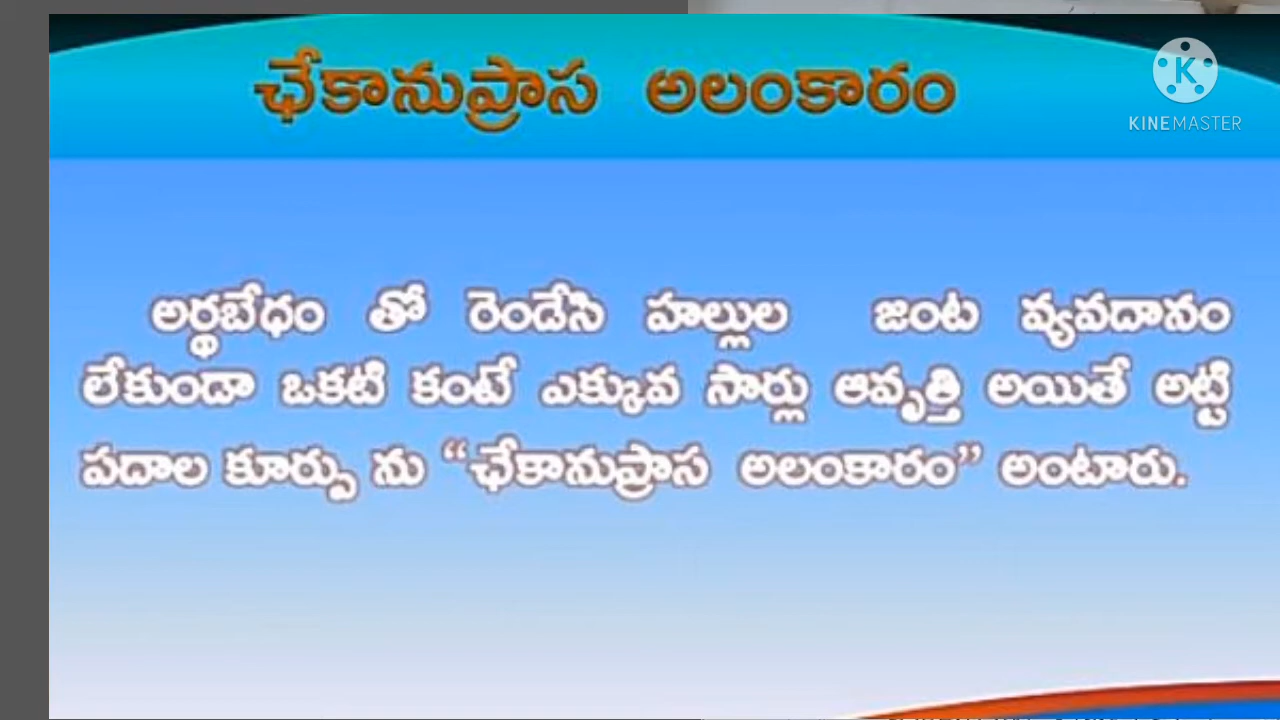 ఛేకానుప్రాస అలంకారం
KINEMASTER
అర్థబేధం తో రెండేసి హల్లుల జంట వ్యవదానం
లేకుండా ఒకటి కంటే ఎక్కువ సార్లు ఆవృత్తి అయితే అట్టి
పదాల కూర్పు ను “ఛేకానుప్రాస అలంకారం” అంటారు.